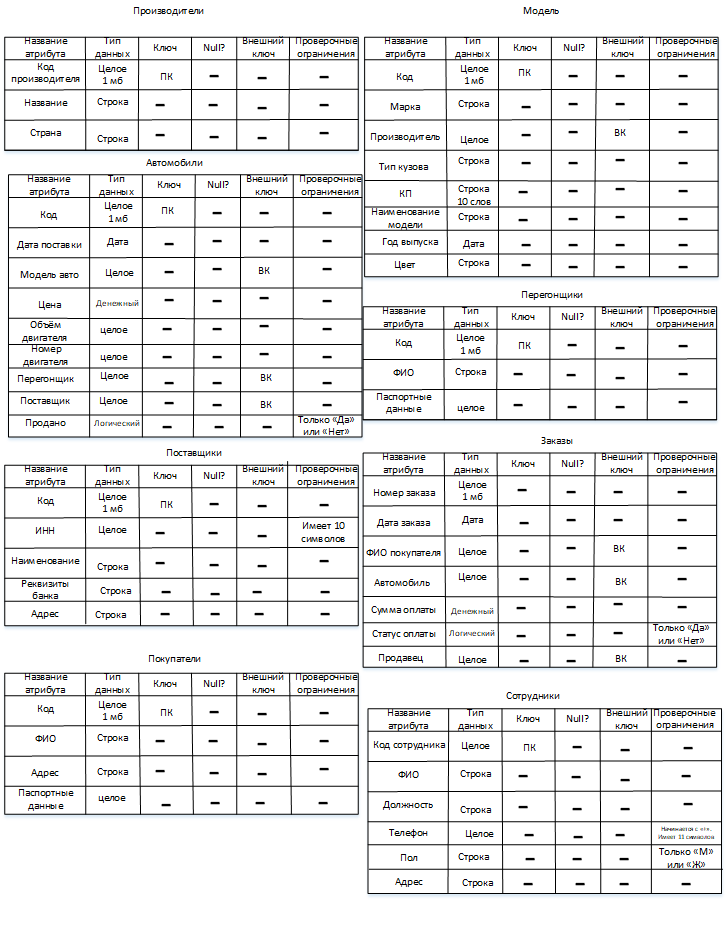 Производители
Название атрибута Тип данных Ключ Null? Внешний ключ Проверочные ограничения
Код производителя Целое 1 мб ПК – – – –
Название Строка – – – – –
Страна Строка – – – – –
Автомобили
Название атрибута Тип данных Ключ Null? Внешний ключ Проверочные ограничения
Код Целое 1 мб ПК – – –
Дата поставки Дата – – – –
Модель авто Целое – – ВК –
Цена Денежный – – – –
Объём двигателя целое – – – –
Номер двигателя целое – – – –
Перегонщик Целое – – ВК –
Поставщик Целое – – ВК –
Продано Логический – – – Только «Да» или «Нет»
Поставщики
Название атрибута Тип данных Ключ Null? Внешний ключ Проверочные ограничения
Код Целое 1 мб ПК – – –
ИНН Целое – – – Имеет 10 символов
Наименование Строка – – – –
Реквизиты банка Строка – – – –
Адрес Строка – – – –
Покупатели
Название атрибута Тип данных Ключ Null? Внешний ключ Проверочные ограничения
Код Целое 1 мб ПК – – –
ФИО Строка – – – –
Адрес Строка – – – –
Паспортные данные целое – – – –
Модель
Название атрибута Тип данных Ключ Null? Внешний ключ Проверочные ограничения
Код Целое 1 мб ПК – – –
Марка Строка – – – –
Производитель Целое – – ВК –
Тип кузова Строка – – – –
КП Строка 10 слов – – – –
Наименование модели Строка – – – –
Год выпуска Дата – – – –
Цвет Строка – – – –
Перегонщики
Название атрибута Тип данных Ключ Null? Внешний ключ Проверочные ограничения
Код Целое 1 мб ПК – – –
ФИО Строка – – – –
Паспортные данные целое – – – –
Заказы
Название атрибута Тип данных Ключ Null? Внешний ключ Проверочные ограничения
Номер заказа Целое 1 мб – – – –
Дата заказа Дата – – – –
ФИО покупателя Целое – – ВК –
Автомобиль Целое – – ВК –
Сумма оплаты Денежный – – – –
Статус оплаты Логический – – – Только «Да» или «Нет»
Продавец Целое – – ВК –
Сотрудники
Название атрибута Тип данных Ключ Null? Внешний ключ Проверочные ограничения
Код сотрудника Целое ПК – – –
ФИО Строка – – – –
Должность Строка – – – –
Телефон Целое – – – Начинается с Имеет 11 символов
Пол Строка – – – Только «М» или «Ж»
Адрес Строка – – – –